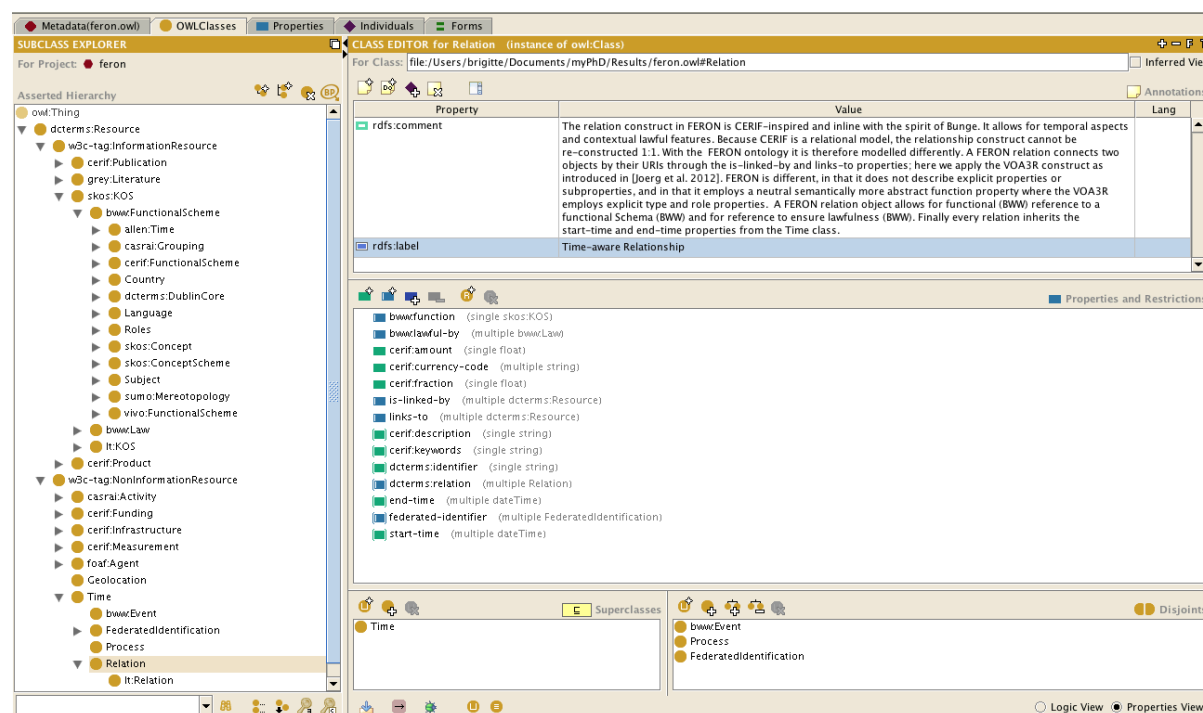 Metadata(feron.owl) OWLClasses Properties Individuals Forms
SUBCLASS EXPLORER
For Project: feron
Asserted Hierarchy
owl:Thing
dcterms:Resource
w3c-tag:InformationResource
cerif:Publication
grey:Literature
skos:KOS
bww:FunctionalScheme
allen:Time
casrai:Grouping
cerif:FunctionalScheme
Country
dcterms:DublinCore
Language
Roles
skos:Concept
skos:ConceptScheme
Subject
sumo:Mereotopology
vivo:FunctionalScheme
bww:Law
lt:KOS
cerif:Product
w3c-tag:NonInformationResource
casrai:Activity
cerif:Funding
cerif:Infrastructure
cerif:Measurement
foaf:Agent
Geolocation
Time
bww:Event
FederatedIdentification
Process
Relation
lt:Relation
CLASS EDITOR for Relation (instance of owl:Class)
For Class: file:/Users/brigitte/Documents/myPhD/Results/feron.owl#Relation
Inferred Vie
Annotations
Property Value Lang
rdfs:comment
The relation construct in FERON is CERIF-inspired and inline with the spirit of Bunge. It allows for temporal aspects
and contextual lawful features. Because CERIF is a relational model, the relationship construct cannot be
re-constructed 1:1. With the FERON ontology it is therefore modelled differently. A FERON relation connects two
objects by their URIs through the is-linked-by and links-to properties; here we apply the VOA3R construct as
introduced in [Joerg et al. 2012]. FERON is different, in that it does not describe explicit properties or
subproperties, and in that it employs a neutral semantically more abstract function property where the VOA3R
employs explicit type and role properties. A FERON relation object allows for functional (BWW) reference to a
functional Schema (BWW) and for reference to ensure lawfulness (BWW). Finally every relation inherits the
start-time and end-time properties from the Time class.
rdfs:label Time-aware Relationship
Properties and Restrictions
bww:function (single skos:KOS)
bww:lawful-by (multiple bww:Law)
cerif:amount (single float)
cerif:currency-code (multiple string)
cerif:fraction (single float)
is-linked-by (multiple dcterms:Resource)
links-to (multiple dcterms:Resource)
cerif:description (single string)
cerif:keywords (single string)
dcterms:identifier (single string)
dcterms:relation (multiple Relation)
end-time (multiple dateTime)
federated-identifier (multiple FederatedIdentification)
start-time (multiple dateTime)
Superclasses
Time
Disjoints
bww:Event
Process
FederatedIdentification
Logic View Properties View